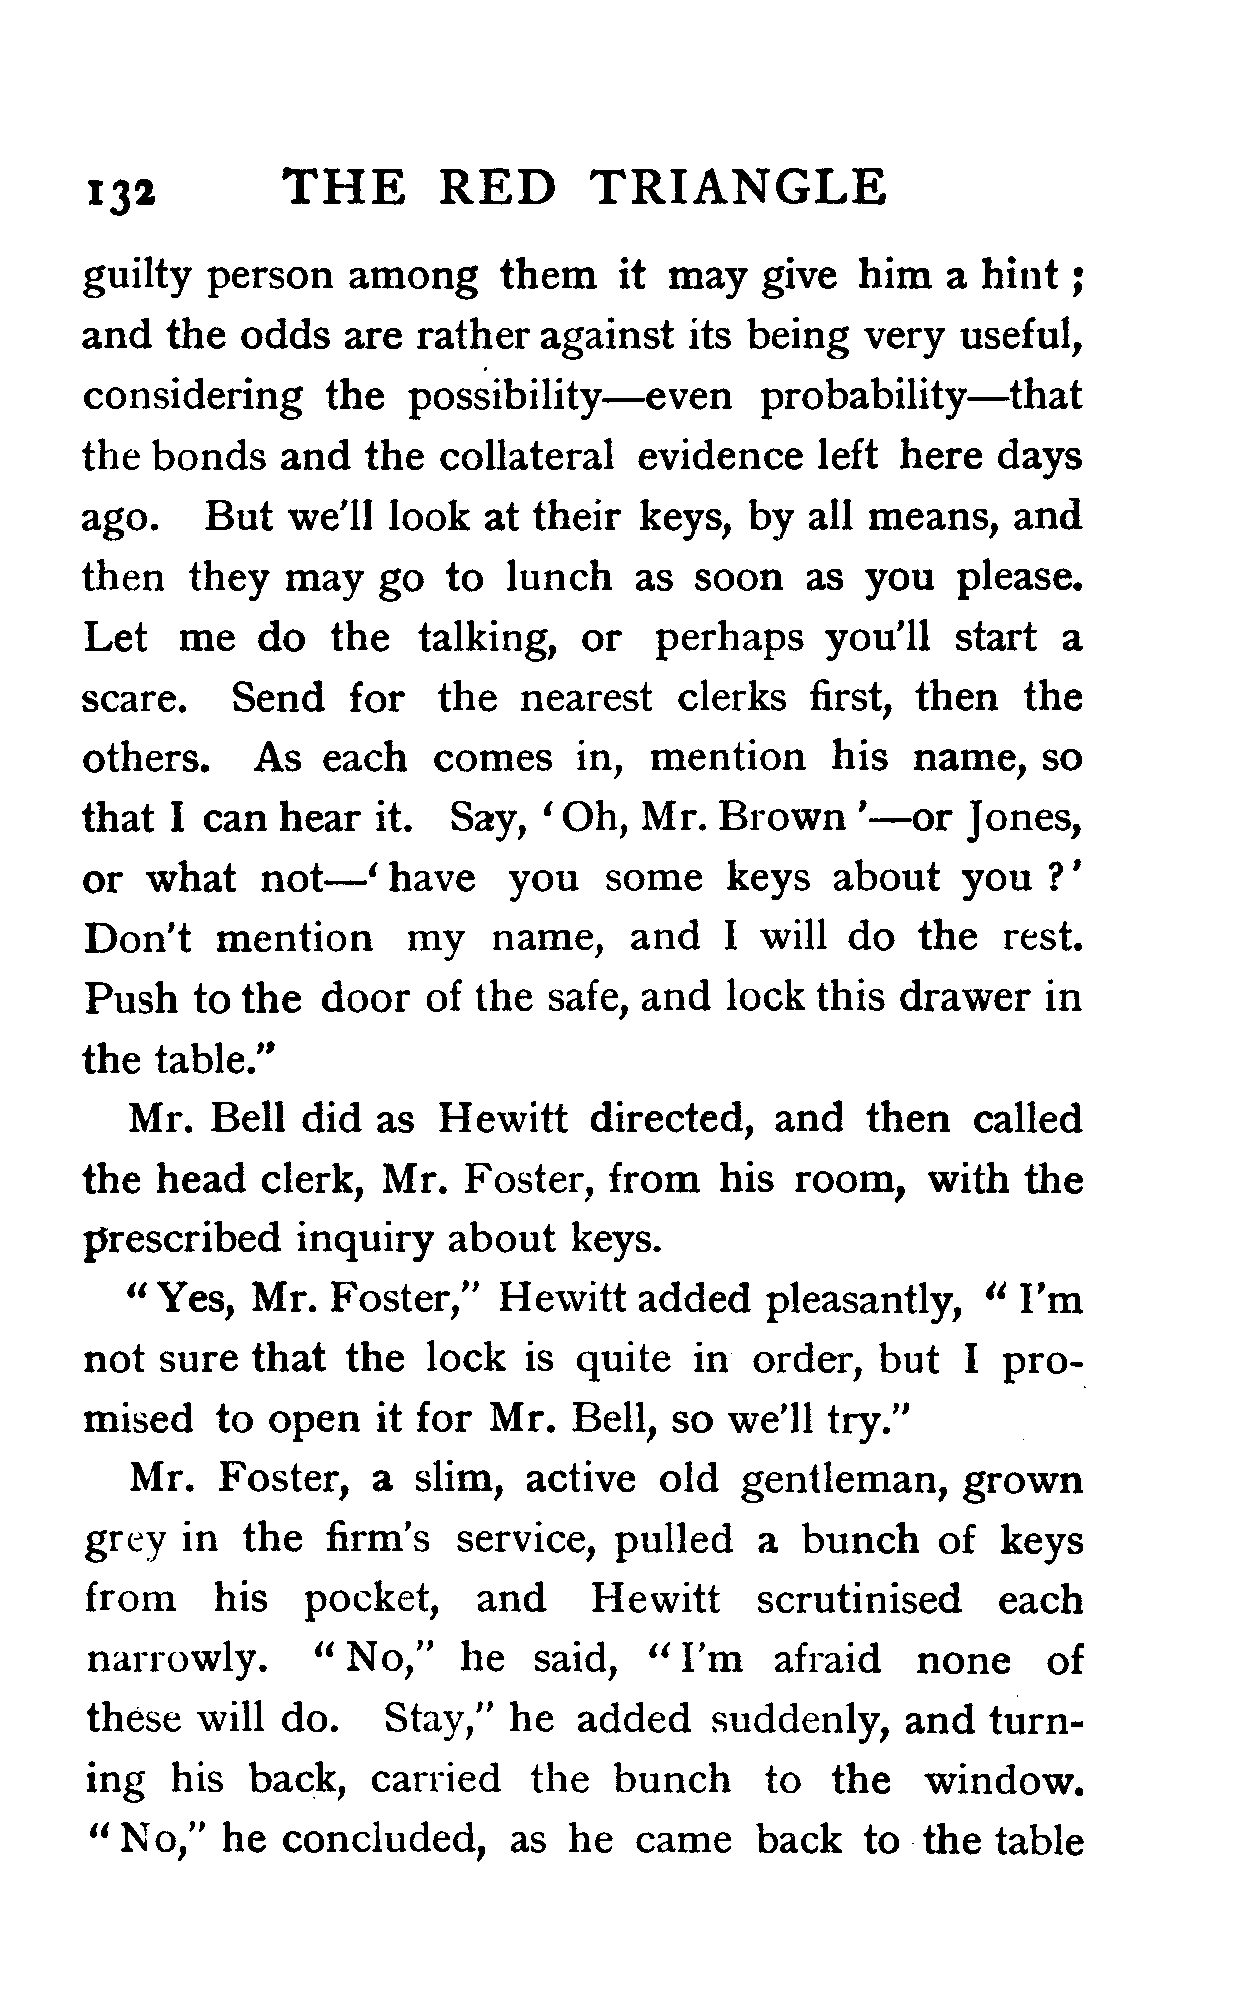 132 THE RED TRIANGLE
guilty person among them it may give him a hint ;
and the odds are rather against its being very useful,
considering the possibility—even probability—that
the bonds and the collateral evidence left here days
ago. But we'll look at their keys, by all means, and
then they may go to lunch as soon as you please.
Let me do the talking, or perhaps you'll start a
scare. Send for the nearest clerks first, then the
others. As each comes in, mention his name, so
that I can hear it. Say, ‘ Oh, Mr. Brown ’—or Jones,
or what not—‘ have you some keys about you ? ’
Don't mention my name, and I will do the rest.
Push to the door of the safe, and lock this drawer in
the table.”
Mr. Bell did as Hewitt directed, and then called
the head clerk, Mr. Foster, from his room, with the
prescribed inquiry about keys.
“ Yes, Mr. Foster,” Hewitt added pleasantly, “ I'm
not sure that the lock is quite in order, but I pro-
mised to open it for Mr. Bell, so we'll try.”
Mr. Foster, a slim, active old gentleman, grown
grey in the firm's service, pulled a bunch of keys
from his pocket, and Hewitt scrutinised each
narrowly. “ No,” he said, “ I'm afraid none of
these will do. Stay,” he added suddenly, and turn-
ing his back, carried the bunch to the window.
“ No,” he concluded, as he came back to the table